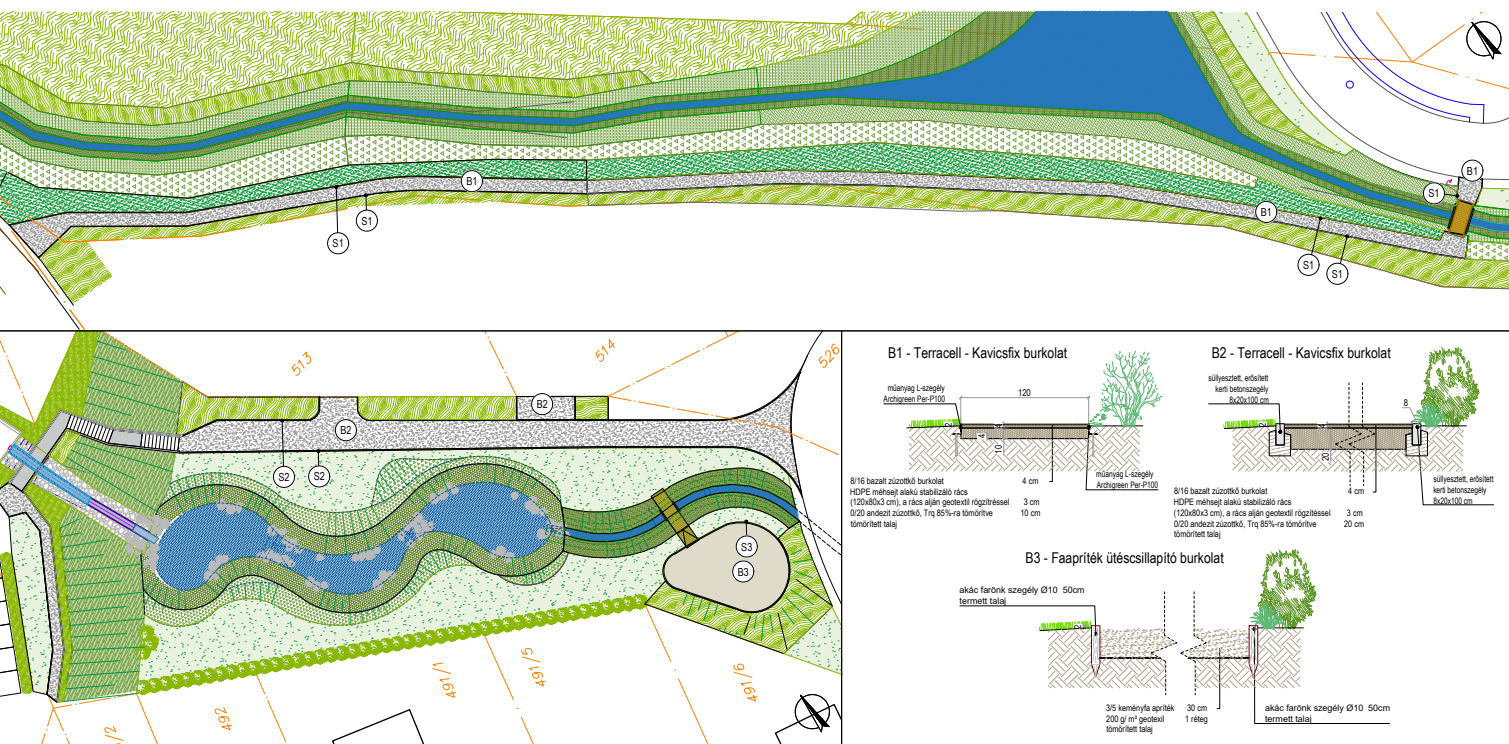 B1
S1
S1
B1
S1
S1
S1
B1
513
514
526
B2
B2
S2
S2
S3
B3
491/1
491/5
491/6
492
/2
B1 - Terracell - Kavicsfix burkolat
műanyag L-szegély
Archigreen Per-P100
120
2
4
4
10
műanyag L-szegély
Archigreen Per-P100
8/16 bazalt zúzottkő burkolat 4 cm
HDPE méhsejt alakú stabilizáló rács
(120x80x3 cm), a rács alján geotextil rögzítéssel 3 cm
0/20 andezit zúzottkő, Trq 85%-ra tömörítve 10 cm
tömörített talaj
B2 - Terracell - Kavicsfix burkolat
süllyesztett, erősített
kerti betonszegély
8x20x100 cm
8
2
4
20
süllyesztett, erősített
kerti betonszegély
8x20x100 cm
8/16 bazalt zúzottkő burkolat 4 cm
HDPE méhsejt alakú stabilizáló rács
(120x80x3 cm), a rács alján geotextil rögzítéssel 3 cm
0/20 andezit zúzottkő, Trq 85%-ra tömörítve 20 cm
tömörített talaj
B3 - Faapríték ütéscsillapító burkolat
akác farönk szegély Ø10 50cm
termett talaj
2
3/5 keményfa apríték 30 cm
200 g/ m² geotexil 1 réteg
tömörített talaj
akác farönk szegély Ø10 50cm
termett talaj